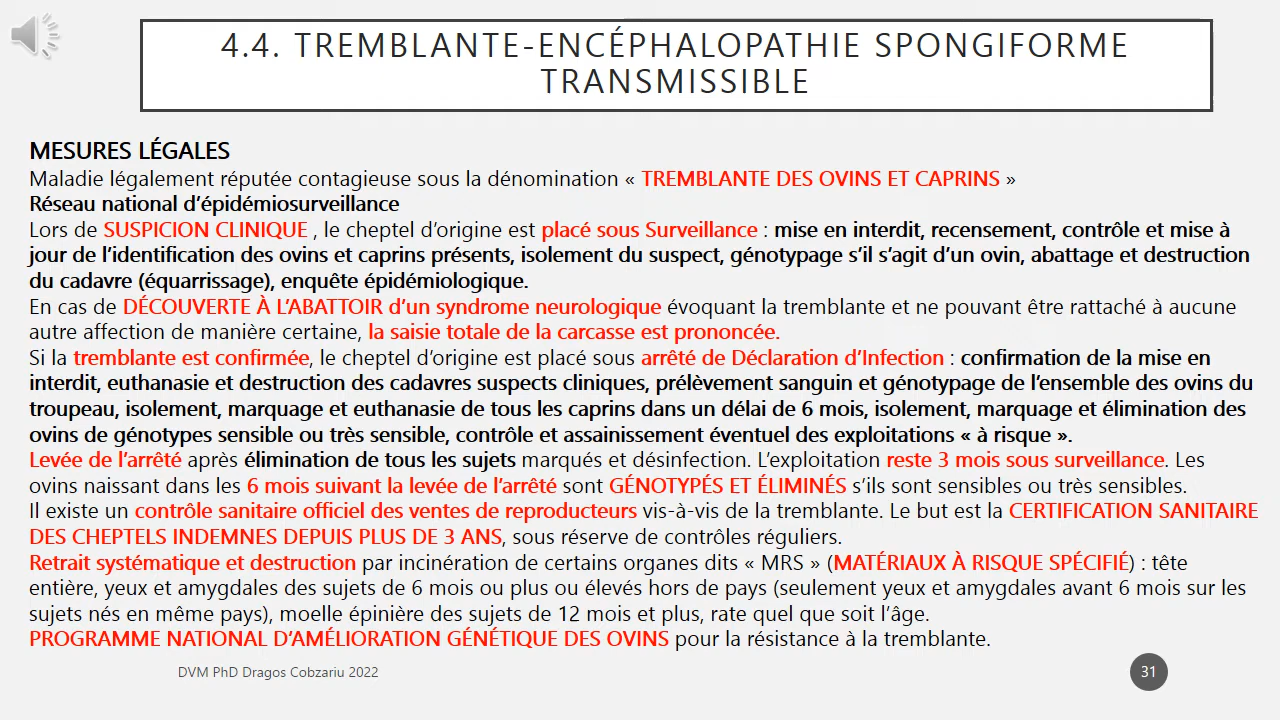 4.4. TREMBLANTE-ENCÉPHALOPATHIE SPONGIFORME
TRANSMISSIBLE
MESURES LÉGALES
Maladie légalement réputée contagieuse sous la dénomination « TREMBLANTE DES OVINS ET CAPRINS »
Réseau national d’épidémiosurveillance
Lors de SUSPICION CLINIQUE , le cheptel d’origine est placé sous Surveillance : mise en interdit, recensement, contrôle et mise à
jour de l’identification des ovins et caprins présents, isolement du suspect, génotypage s’il s’agit d’un ovin, abattage et destruction
du cadavre (équarrissage), enquête épidémiologique.
En cas de DÉCOUVERTE À L’ABATTOIR d’un syndrome neurologique évoquant la tremblante et ne pouvant être rattaché à aucune
autre affection de manière certaine, la saisie totale de la carcasse est prononcée.
Si la tremblante est confirmée, le cheptel d’origine est placé sous arrêté de Déclaration d’Infection : confirmation de la mise en
interdit, euthanasie et destruction des cadavres suspects cliniques, prélèvement sanguin et génotypage de l’ensemble des ovins du
troupeau, isolement, marquage et euthanasie de tous les caprins dans un délai de 6 mois, isolement, marquage et élimination des
ovins de génotypes sensible ou très sensible, contrôle et assainissement éventuel des exploitations « à risque ».
Levée de l’arrêté après élimination de tous les sujets marqués et désinfection. L’exploitation reste 3 mois sous surveillance. Les
ovins naissant dans les 6 mois suivant la levée de l’arrêté sont GÉNOTYPÉS ET ÉLIMINÉS s’ils sont sensibles ou très sensibles.
Il existe un contrôle sanitaire officiel des ventes de reproducteurs vis-à-vis de la tremblante. Le but est la CERTIFICATION SANITAIRE
DES CHEPTELS INDEMNES DEPUIS PLUS DE 3 ANS, sous réserve de contrôles réguliers.
Retrait systématique et destruction par incinération de certains organes dits « MRS » (MATÉRIAUX À RISQUE SPÉCIFIÉ) : tête
entière, yeux et amygdales des sujets de 6 mois ou plus ou élevés hors de pays (seulement yeux et amygdales avant 6 mois sur les
sujets nés en même pays), moelle épinière des sujets de 12 mois et plus, rate quel que soit l’âge.
PROGRAMME NATIONAL D’AMÉLIORATION GÉNÉTIQUE DES OVINS pour la résistance à la tremblante.
DVM PhD Dragos Cobzariu 2022
31